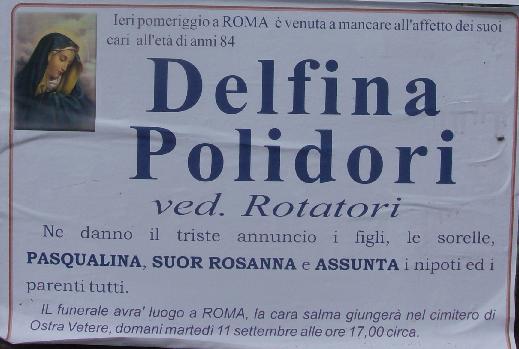 Ieri pomeriggio a ROMA è venuta a mancare all'affetto dei suoi
cari all'età di anni 84
Delfina
Polidori
ved. Rotatori
Ne danno il triste annuncio i figli, le sorelle,
PASQUALINA, SUOR ROSANNA e ASSUNTA i nipoti ed i
parenti tutti.
IL funerale avra' luogo a ROMA, la cara salma giungerà nel cimitero di
Ostra Vetere, domani martedì 11 settembre alle ore 17,00 circa.